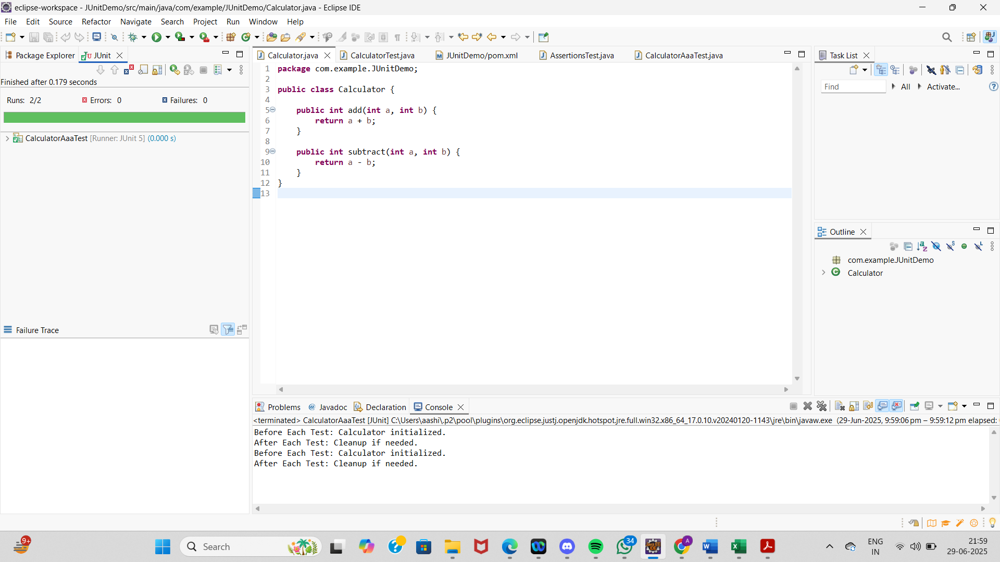 eclipse-workspace - JUnitDemo/src/main/java/com/example/JUnitDemo/Calculator.java - Eclipse IDE
File Edit Source Refactor Navigate Search Project Run Window Help
Package Explorer JUnit
Finished after 0.179 seconds
Runs: 2/2 Errors: 0 Failures: 0
CalculatorAaaTest [Runner: JUnit 5] (0.000 s)
Failure Trace
Calculator.java CalculatorTest.java JUnitDemo/pom.xml AssertionsTest.java CalculatorAaaTest.java
1 package com.example.JUnitDemo;
2
3 public class Calculator {
4
5 public int add(int a, int b) {
6 return a + b;
7 }
8
9 public int subtract(int a, int b) {
10 return a - b;
11 }
12 }
13
Task List
Find All Activate...
Outline
com.example.JUnitDemo
Calculator
Problems Javadoc Declaration Console
<terminated> CalculatorAaaTest [JUnit] C:\Users\aashi\.p2\pool\plugins\org.eclipse.justj.openjdk.hotspot.jre.full.win32.x86_64_17.0.10.v20240120-1143\jre\bin\javaw.exe (29-Jun-2025, 9:59:06 pm – 9:59:12 pm elapsed:
Before Each Test: Calculator initialized.
After Each Test: Cleanup if needed.
Before Each Test: Calculator initialized.
After Each Test: Cleanup if needed.
9+
Search
34
A
ENG
IN
21:59
29-06-2025